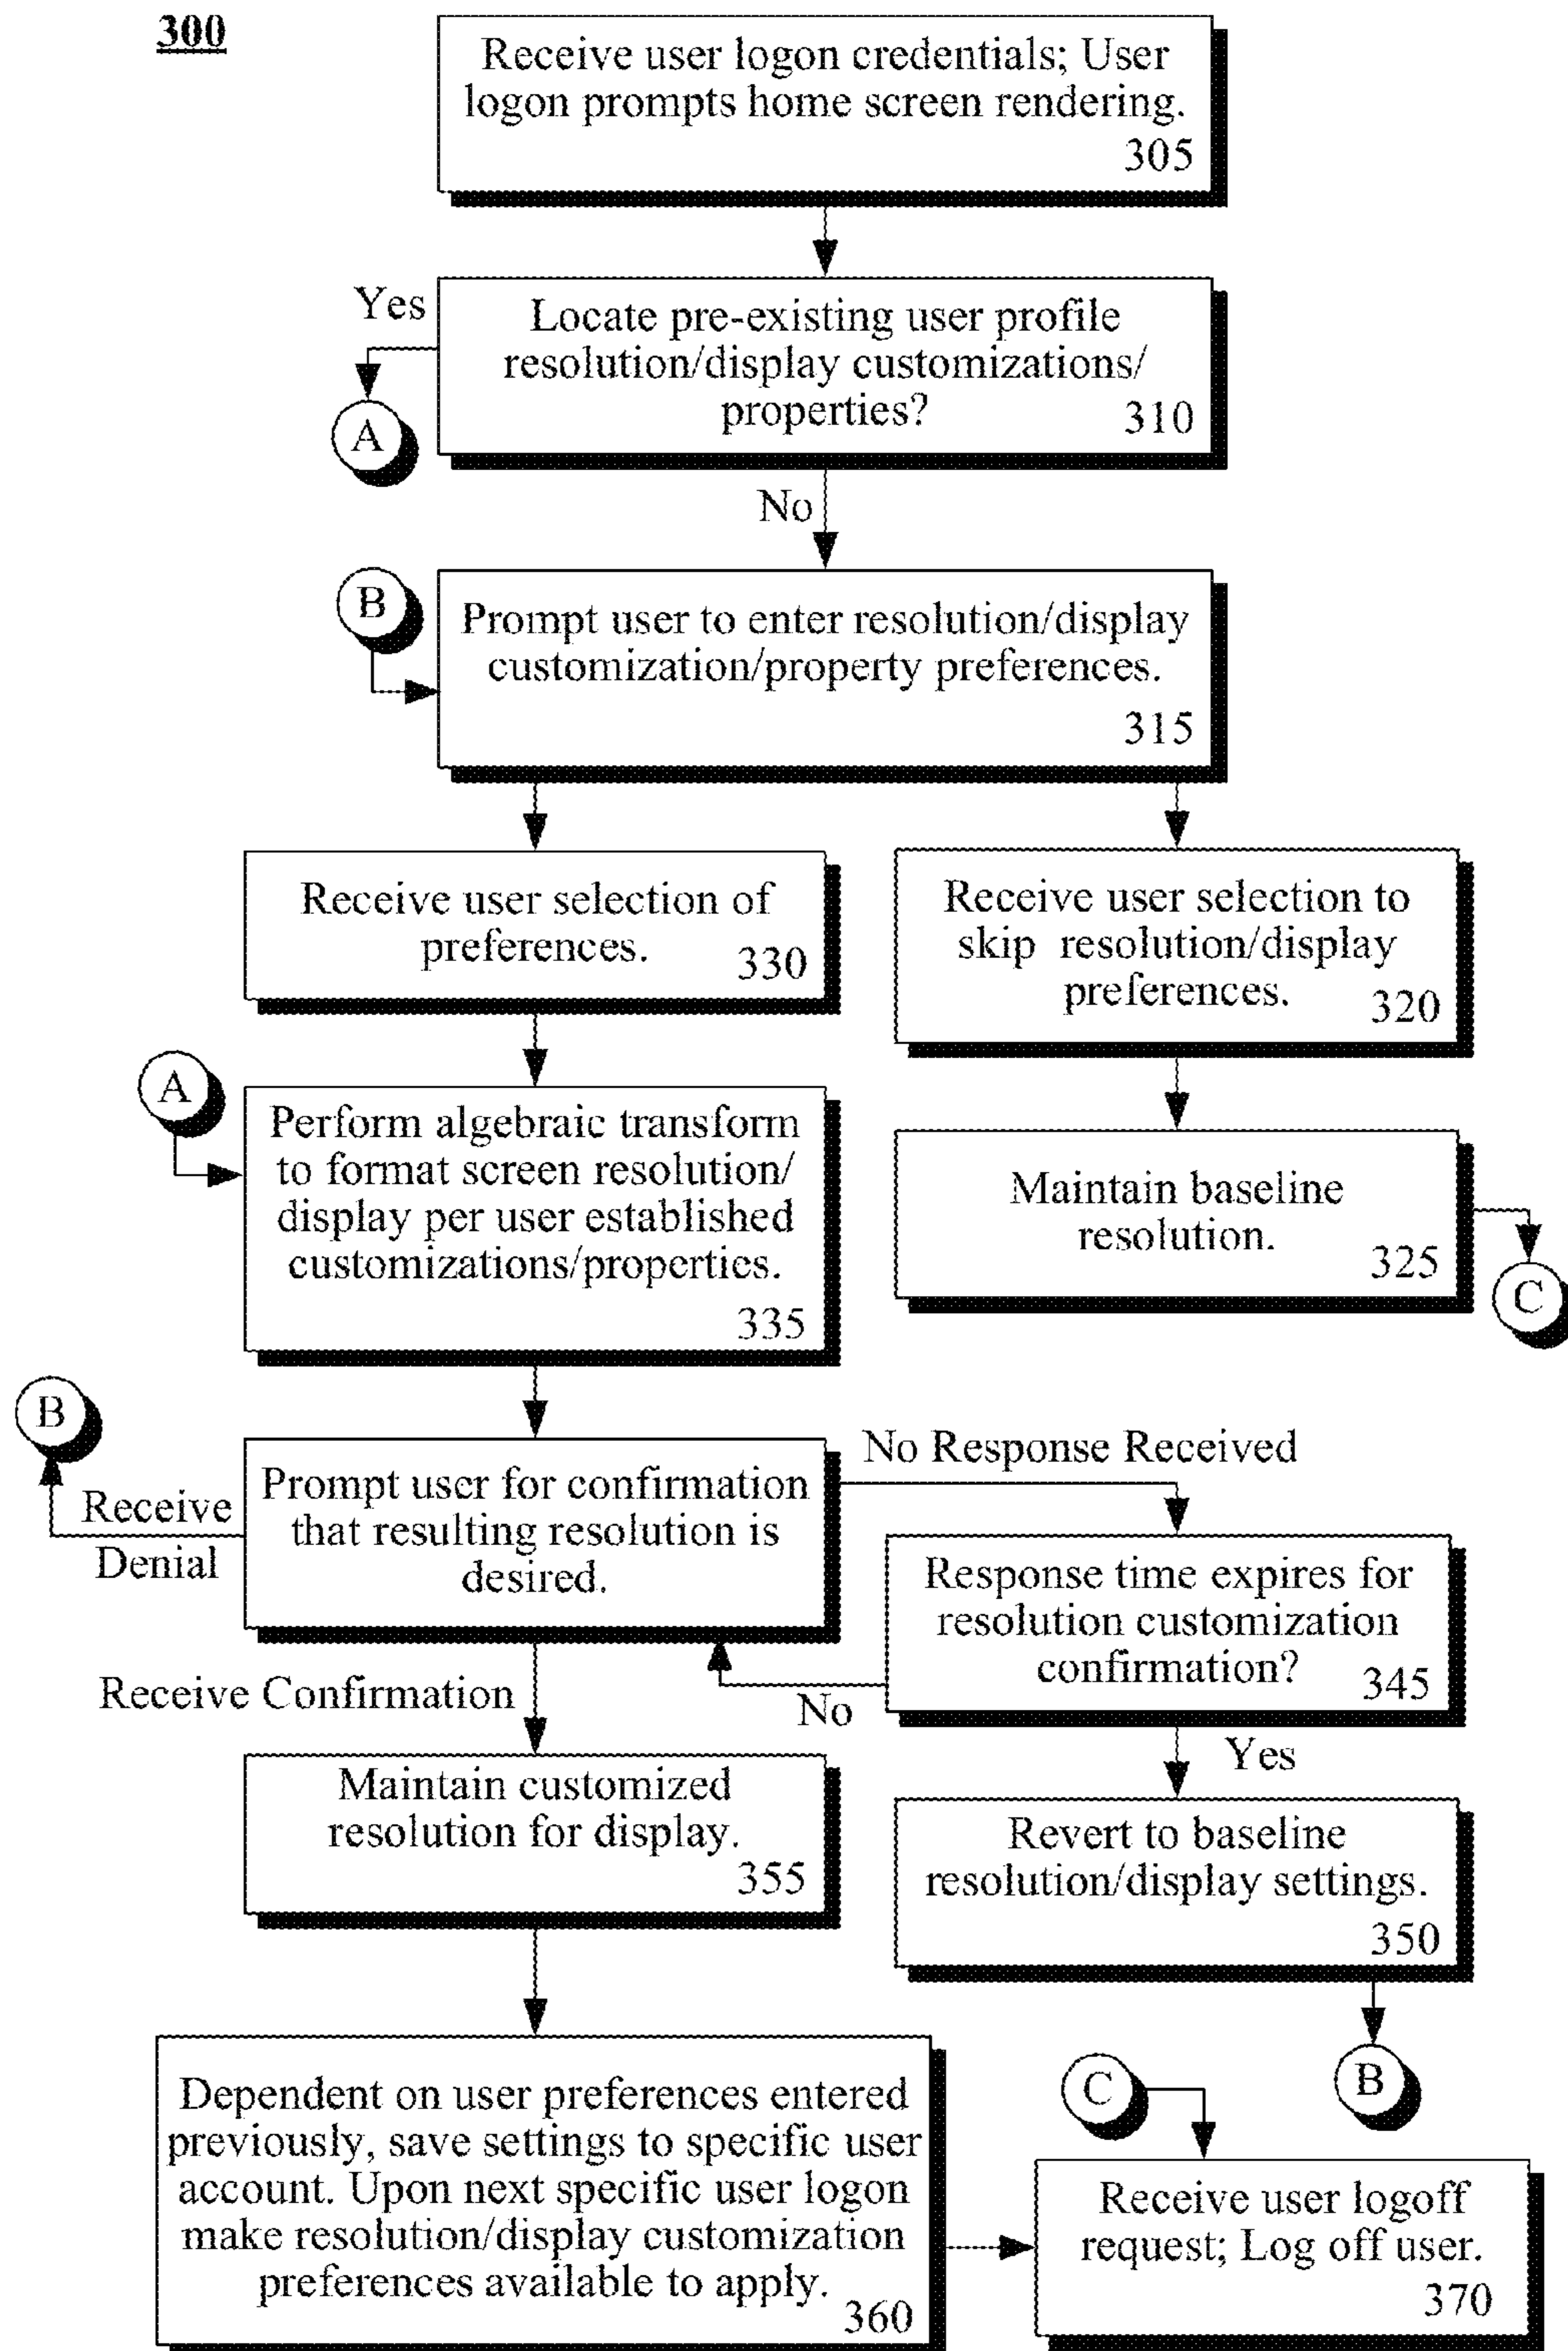 300
Receive user logon credentials; User
logon prompts home screen rendering.
305
Yes
Locate pre-existing user profile
resolution/display customizations/
properties?
310
A
No
B
Prompt user to enter resolution/display
customization/property preferences.
315
Receive user selection of
preferences.
330
Receive user selection to
skip resolution/display
preferences.
320
A
Perform algebraic transform
to format screen resolution/
display per user established
customizations/properties.
335
Maintain baseline
resolution.
325
C
B
Receive
Denial
Prompt user for confirmation
that resulting resolution is
desired.
No Response Received
Response time expires for
resolution customization
confirmation?
345
No
Receive Confirmation
Yes
Maintain customized
resolution for display.
355
Revert to baseline
resolution/display settings.
350
B
Dependent on user preferences entered
previously, save settings to specific user
account. Upon next specific user logon
make resolution/display customization
preferences available to apply.
360
C
Receive user logoff
request; Log off user.
370